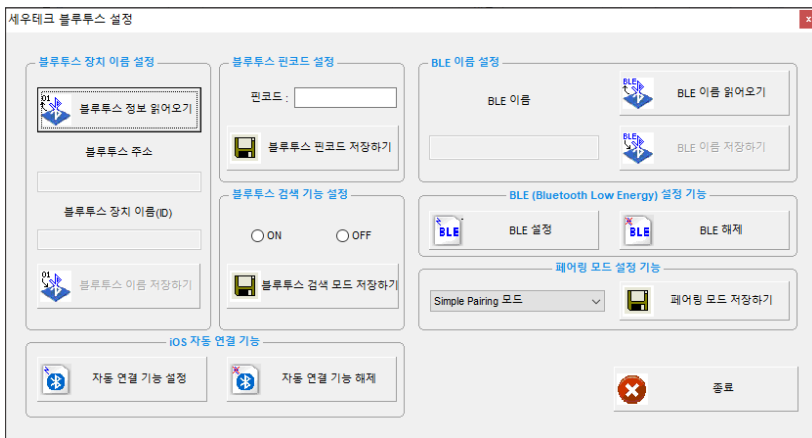 세우테크 블루투스 설정
x
블루투스 장치 이름 설정
01
블루투스 정보 읽어오기
블루투스 주소
블루투스 장치 이름(ID)
01
블루투스 이름 저장하기
블루투스 핀코드 설정
핀코드 :
블루투스 핀코드 저장하기
블루투스 검색 기능 설정
ON
OFF
블루투스 검색 모드 저장하기
BLE 이름 설정
BLE 이름
BLE
BLE 이름 읽어오기
BLE
BLE 이름 저장하기
BLE (Bluetooth Low Energy) 설정 기능
BLE
BLE 설정
BLE
BLE 해제
페어링 모드 설정 기능
Simple Pairing 모드
페어링 모드 저장하기
iOS 자동 연결 기능
자동 연결 기능 설정
자동 연결 기능 해제
종료